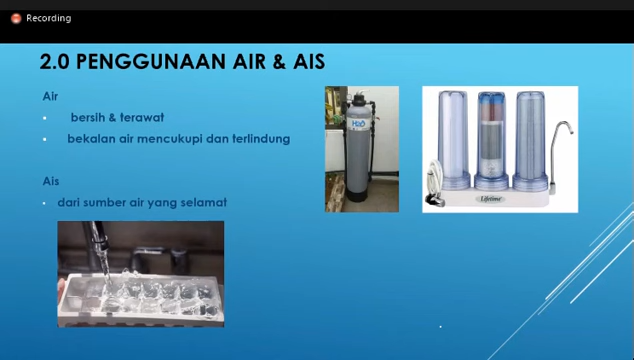 Recording
2.0 PENGGUNAAN AIR & AIS
Air
▪ bersih & terawat
▪ bekalan air mencukupi dan terlindung
Ais
▪ dari sumber air yang selamat
H2O
Lifetime